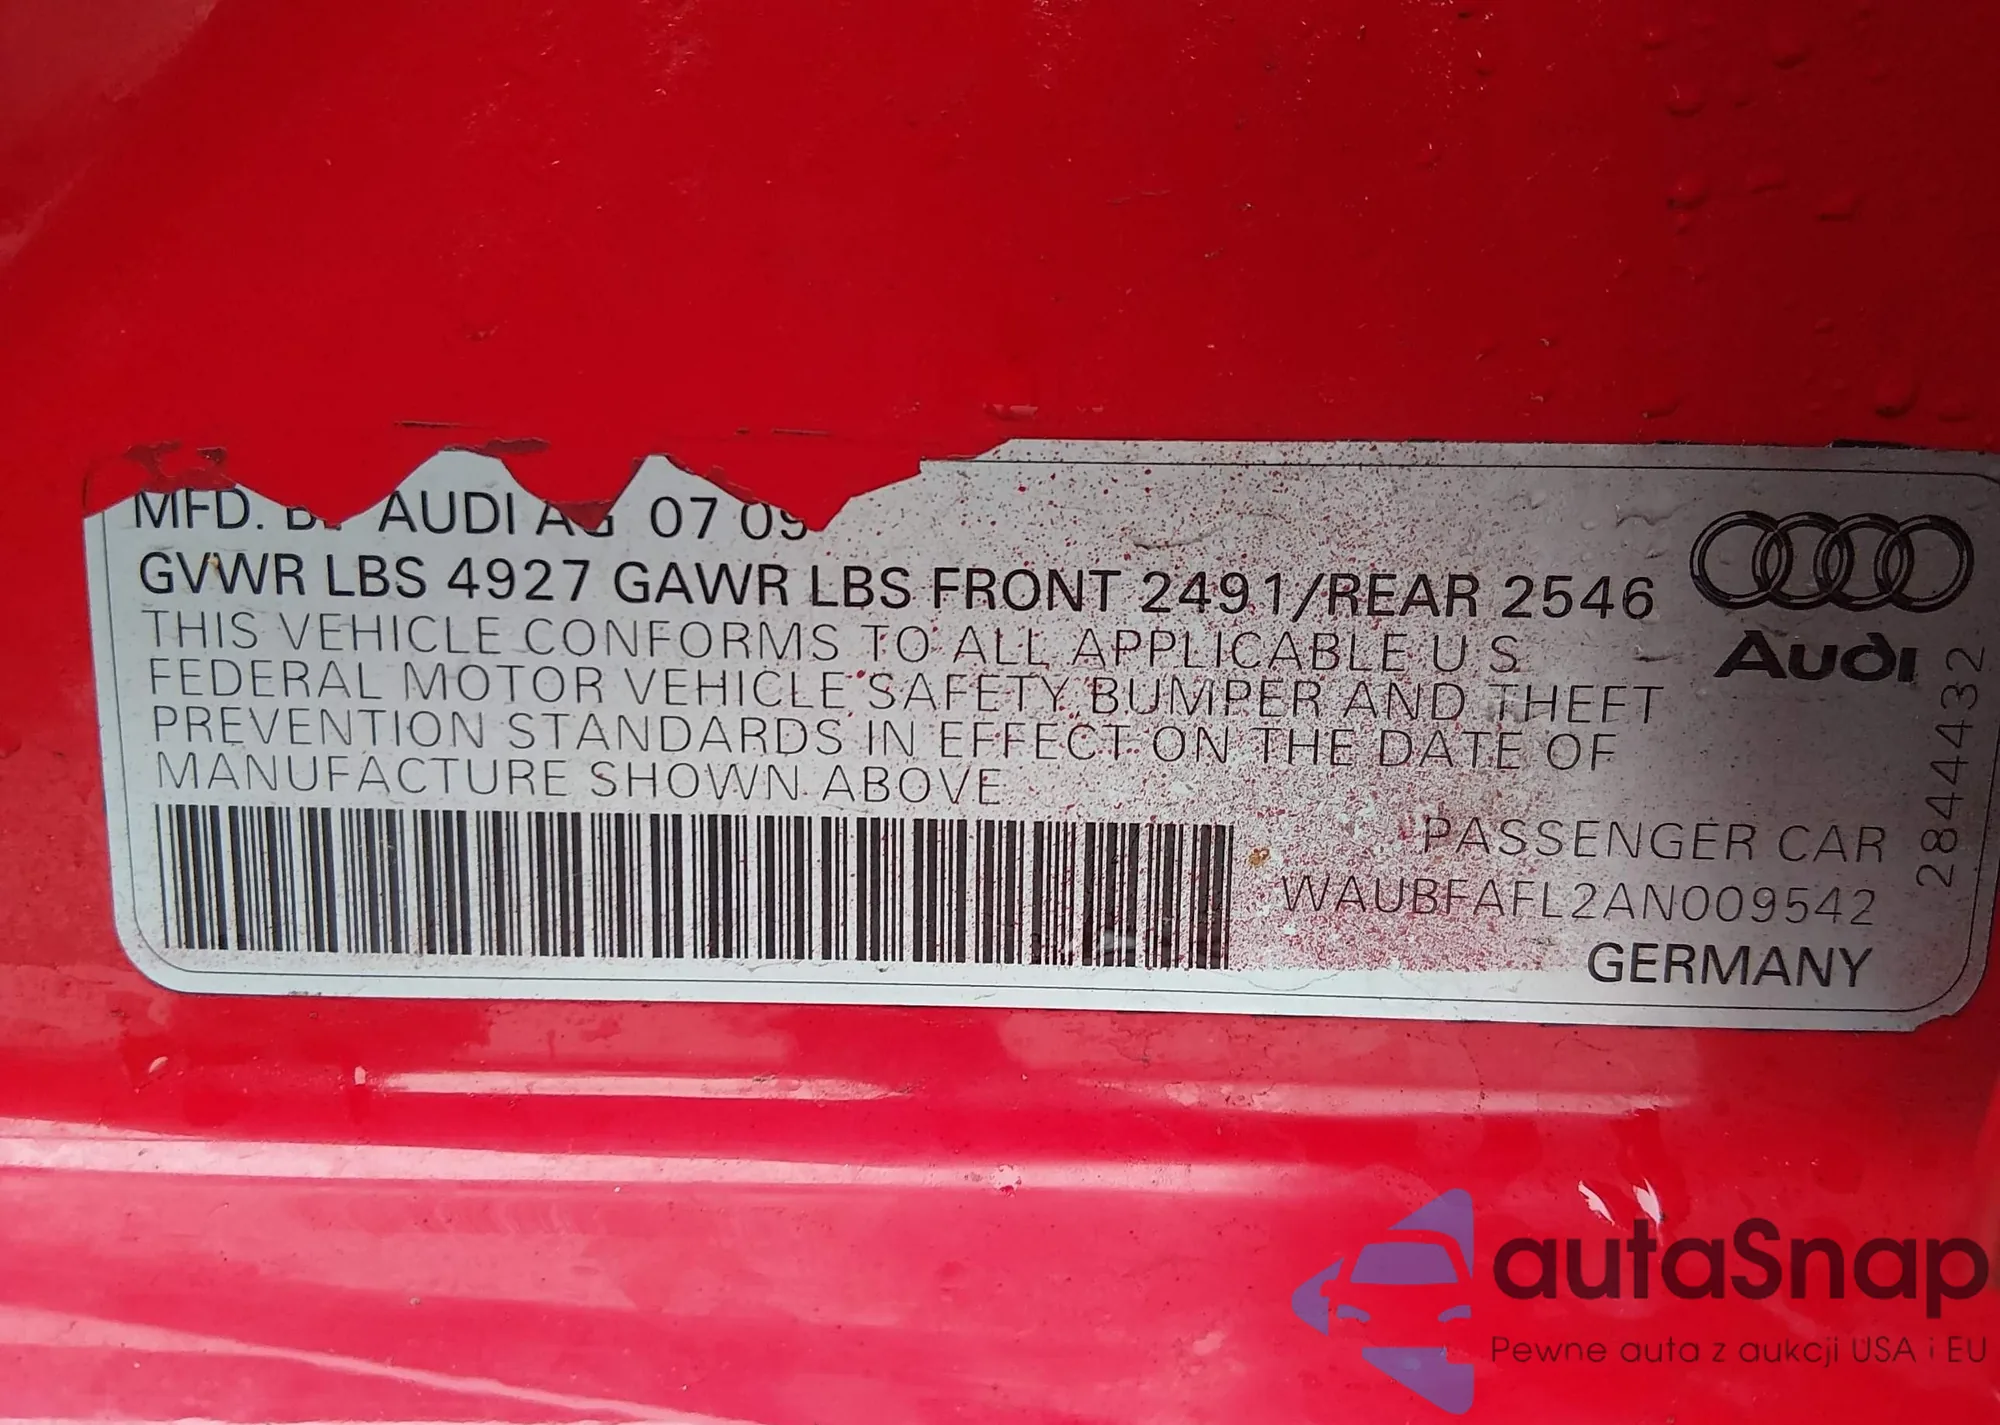 MFD. BY AUDI AG 07 09
GVWR LBS 4927 GAWR LBS FRONT 2491/REAR 2546
THIS VEHICLE CONFORMS TO ALL APPLICABLE U S
FEDERAL MOTOR VEHICLE SAFETY BUMPER AND THEFT
PREVENTION STANDARDS IN EFFECT ON THE DATE OF
MANUFACTURE SHOWN ABOVE
Audi
2844432
PASSENGER CAR
WAUBFAFL2AN009542
GERMANY
autaSnap
Pewne auta z aukcji USA i EU